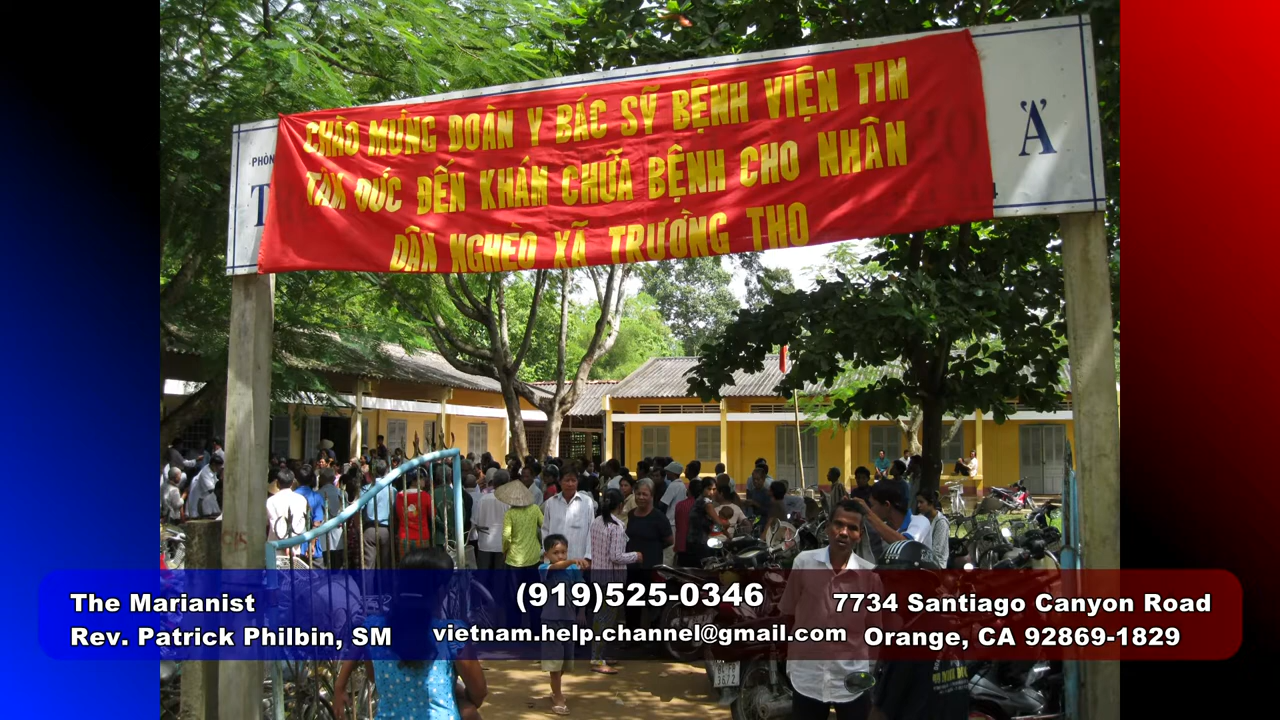 CHÀO MỪNG ĐOÀN Y BÁC SỸ BỆNH VIỆN TIM
TÂM ĐỨC ĐẾN KHÁM CHỮA BỆNH CHO NHÂN
DÂN NGHÈO XÃ TRƯỜNG THỌ
PHÒN
T
A
The Marianist
Rev. Patrick Philbin, SM
(919)525-0346
vietnam.help.channel@gmail.com
7734 Santiago Canyon Road
Orange, CA 92869-1829